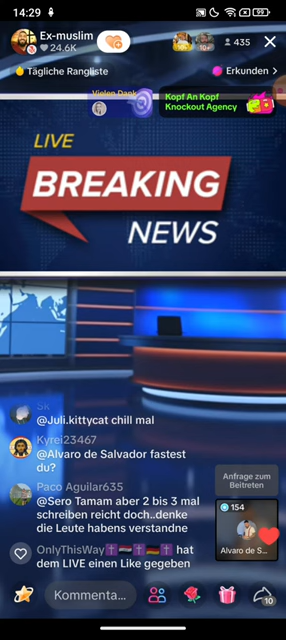 14:29
99
Ex-muslim
24.6K
10+
435
Tägliche Rangliste
Erkunden
Vielen Dank
Kopf An Kopf
Knockout Agency
LIVE
BREAKING
NEWS
Sk
@Juli.kittycat chill mal
Kyrei23467
@Alvaro de Salvador fastest
du?
Paco Aguilar635
@Sero Tamam aber 2 bis 3 mal
schreiben reicht doch..denke
die Leute habens verstandne
Anfrage zum
Beitreten
154
Alvaro de S...
OnlyThisWay hat
dem LIVE einen Like gegeben
Kommenta...
10